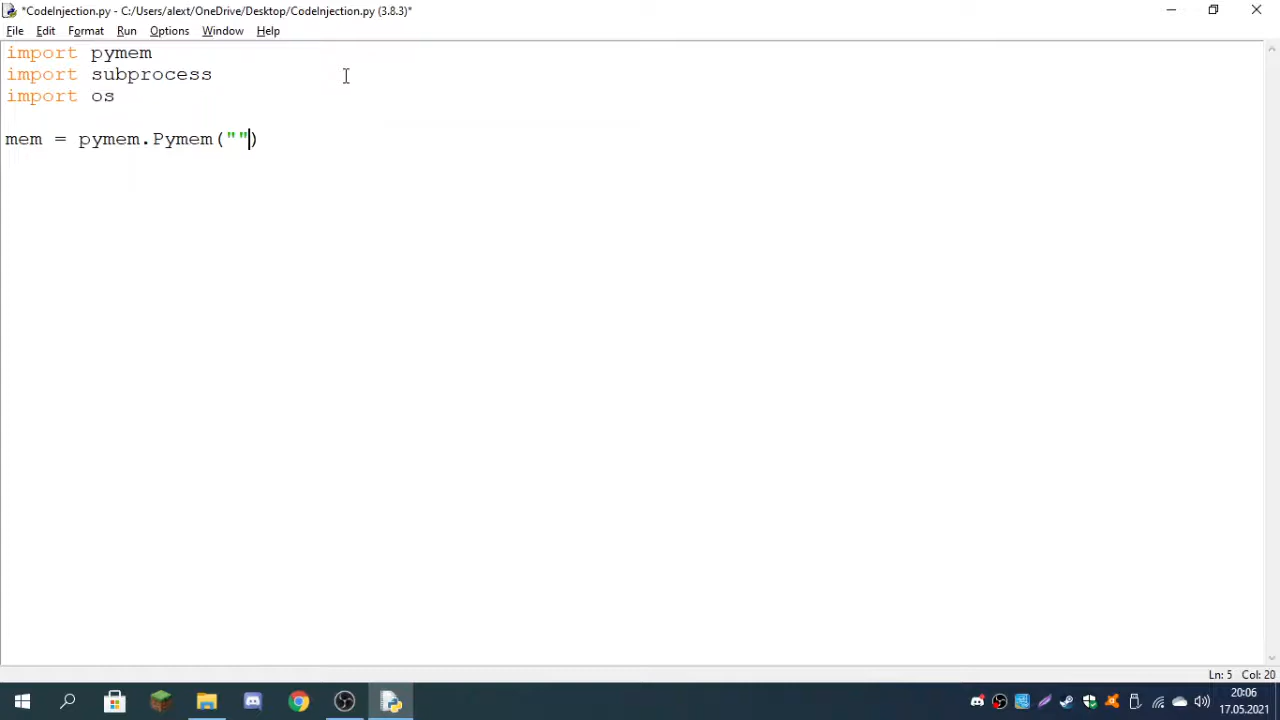 *CodeInjection.py - C:/Users/alext/OneDrive/Desktop/CodeInjection.py (3.8.3)*
File Edit Format Run Options Window Help
import pymem
import subprocess
import os
mem = pymem.Pymem("")
Ln: 5 Col: 20
20:06
17.05.2021